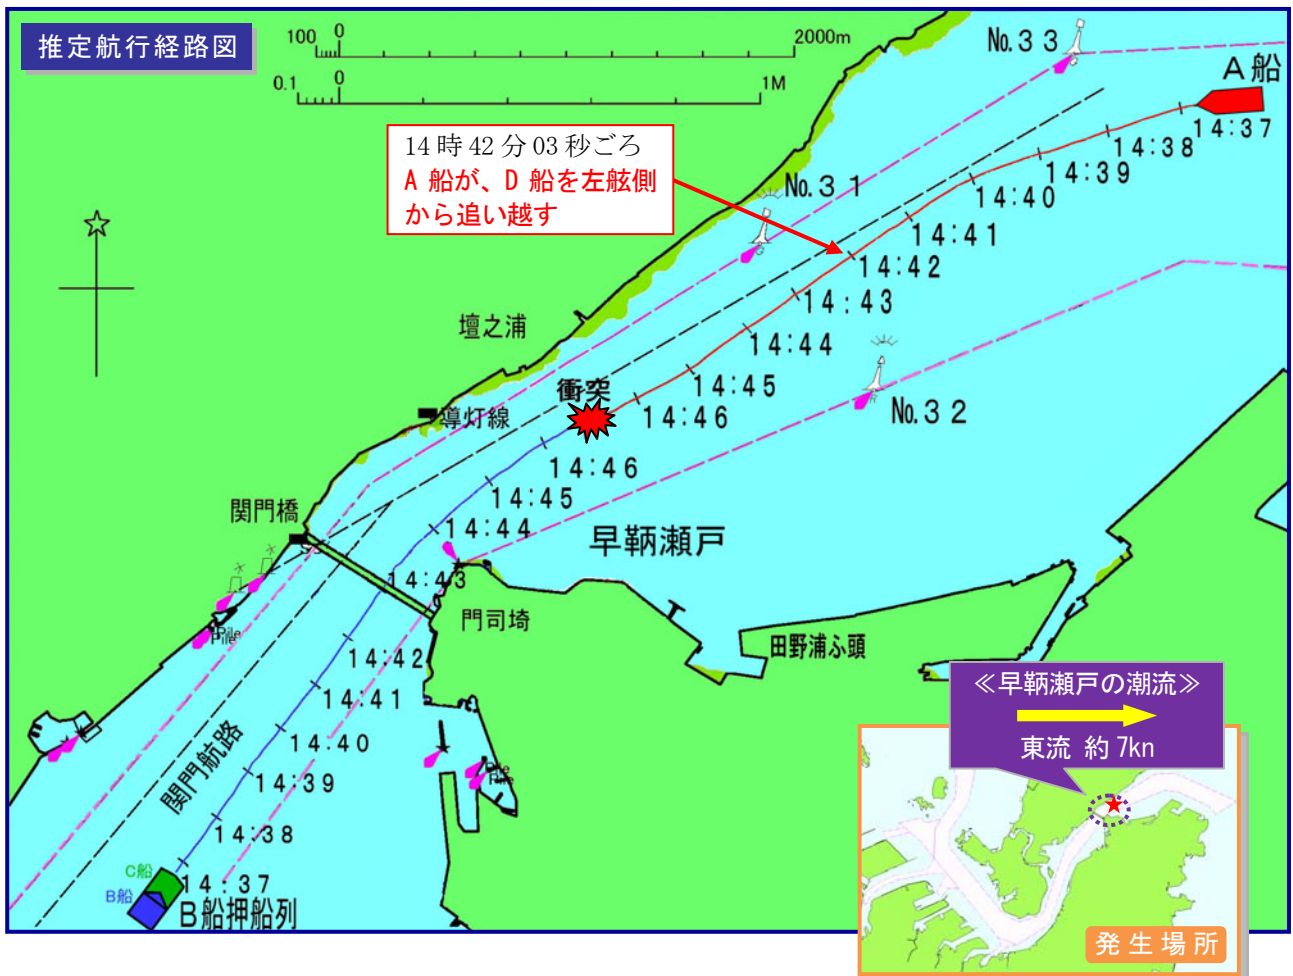 推定航行経路図
100 0 2000m
0.1 0 1M
No.33
A船
14:37
14:38
14:39
14:40
14:41
14:42
14:43
14:44
14:45
14:46
14時42分03秒ごろ
A 船が、D 船を左舷側
から追い越す
No.31
No.32
壇之浦
衝突
導灯線
関門橋
早鞆瀬戸
門司埼
田野浦ふ頭
14:46
14:45
14:44
14:43
14:42
14:41
14:40
14:39
14:38
14:37
関門航路
Pile
Pile
C船
B船
B船押船列
≪早鞆瀬戸の潮流≫
東流 約7kn
発生場所